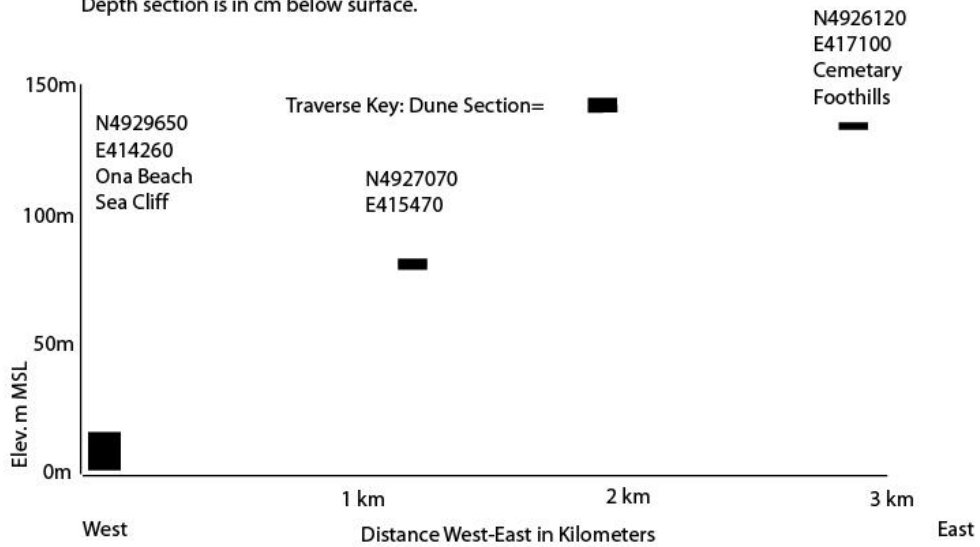 Depth section is in cm below surface.
N4926120
E417100
Cemetary
Foothills
150m
Traverse Key: Dune Section=
N4929650
E414260
Ona Beach
Sea Cliff
N4927070
E415470
100m
50m
Elev. m MSL
0m
1 km
2 km
3 km
West
Distance West-East in Kilometers
East